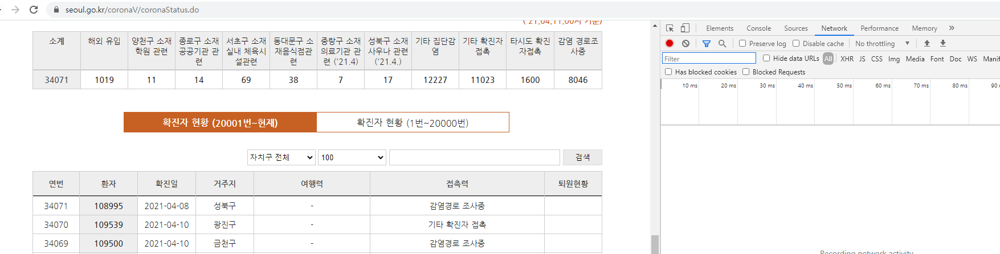 seoul.go.kr/coronaV/coronaStatus.do
('21.04.11.00시 기준)
소계 해외 유입 양천구 소재 종로구 소재 서초구 소재 동대문구 소 중랑구 소재 성북구 소재 기타 집단감 기타 확진자 타시도 확진 감염 경로조
학원 관련 공공기관 관 실내 체육시 재음식점관 의료기관 관 사우나 관련 염 접촉 자접촉 사중
련 설관련 련 련 ('21.4) ('21.4.)
34071 1019 11 14 69 38 7 17 12227 11023 1600 8046
확진자 현황 (20001번~현재) 확진자 현황 (1번~20000번)
자치구 전체 100 검색
연번 환자 확진일 거주지 여행력 접촉력 퇴원현황
34071 108995 2021-04-08 성북구 - 감염경로 조사중
34070 109539 2021-04-10 광진구 - 기타 확진자 접촉
34069 109500 2021-04-10 금천구 - 감염경로 조사중
Elements Console Sources Network Performance Memory »
Preserve log Disable cache No throttling
Filter Hide data URLs All XHR JS CSS Img Media Font Doc WS Manif
Has blocked cookies Blocked Requests
10 ms 20 ms 30 ms 40 ms 50 ms 60 ms 70 ms 80 ms 90
Recording network activity